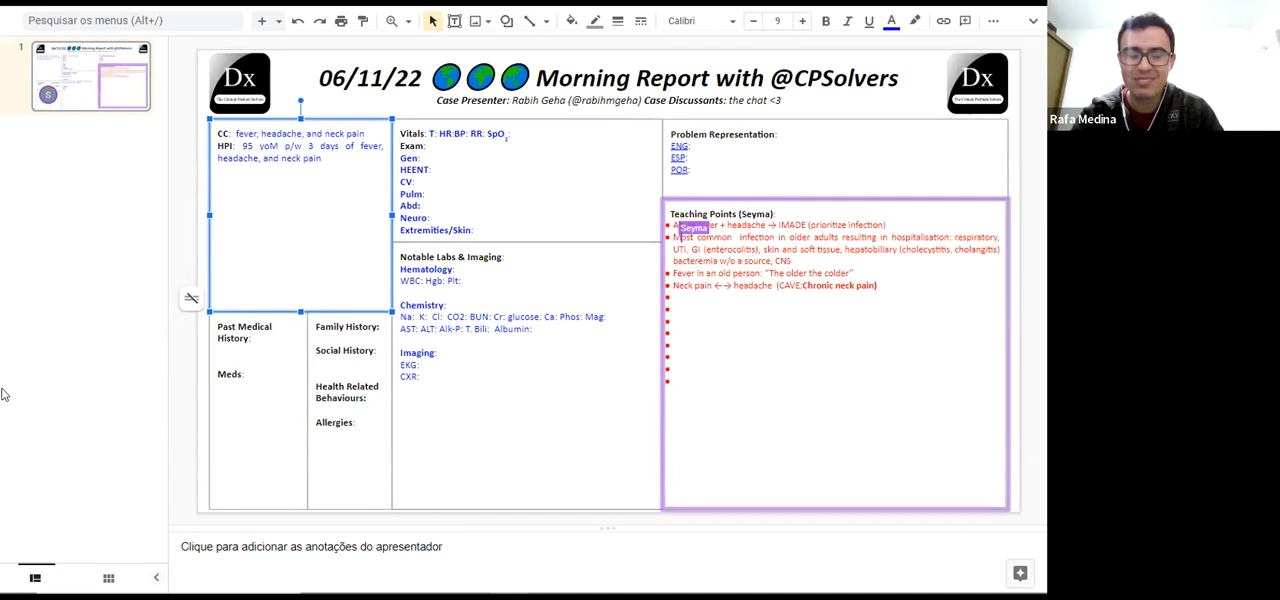 Pesquisar os menus (Alt+/)
Calibri
9
1
Dx
06/11/22 Morning Report with @CPSolvers
Case Presenter: Rabih Geha (@rabihmgeha) Case Discussants: the chat <3
Dx
CC: fever, headache, and neck pain
HPI: 95 yoM p/w 3 days of fever,
headache, and neck pain
Past Medical
History:
Meds:
Family History:
Social History:
Health Related
Behaviours:
Allergies:
Vitals: T: HR:BP: RR: SpO2:
Exam:
Gen:
HEENT:
CV:
Pulm:
Abd:
Neuro:
Extremities/Skin:
Notable Labs & Imaging:
Hematology:
WBC: Hgb: Plt:
Chemistry:
Na: K: Cl: CO2: BUN: Cr: glucose: Ca: Phos: Mag:
AST: ALT: Alk-P: T. Bili: Albumin:
Imaging:
EKG:
CXR:
Problem Representation:
ENG:
ESP:
POR:
Teaching Points (Seyma):
Seyma
+ headache → IMADE (prioritize infection)
Most common infection in older adults resulting in hospitalisation: respiratory,
UTI, GI (enterocolitis), skin and soft tissue, hepatobiliary (cholecystitis, cholangitis)
bacteremia w/o a source, CNS
Fever in an old person: "The older the colder"
Neck pain ←→ headache (CAVE:Chronic neck pain)
Clique para adicionar as anotações do apresentador
Rafa Medina